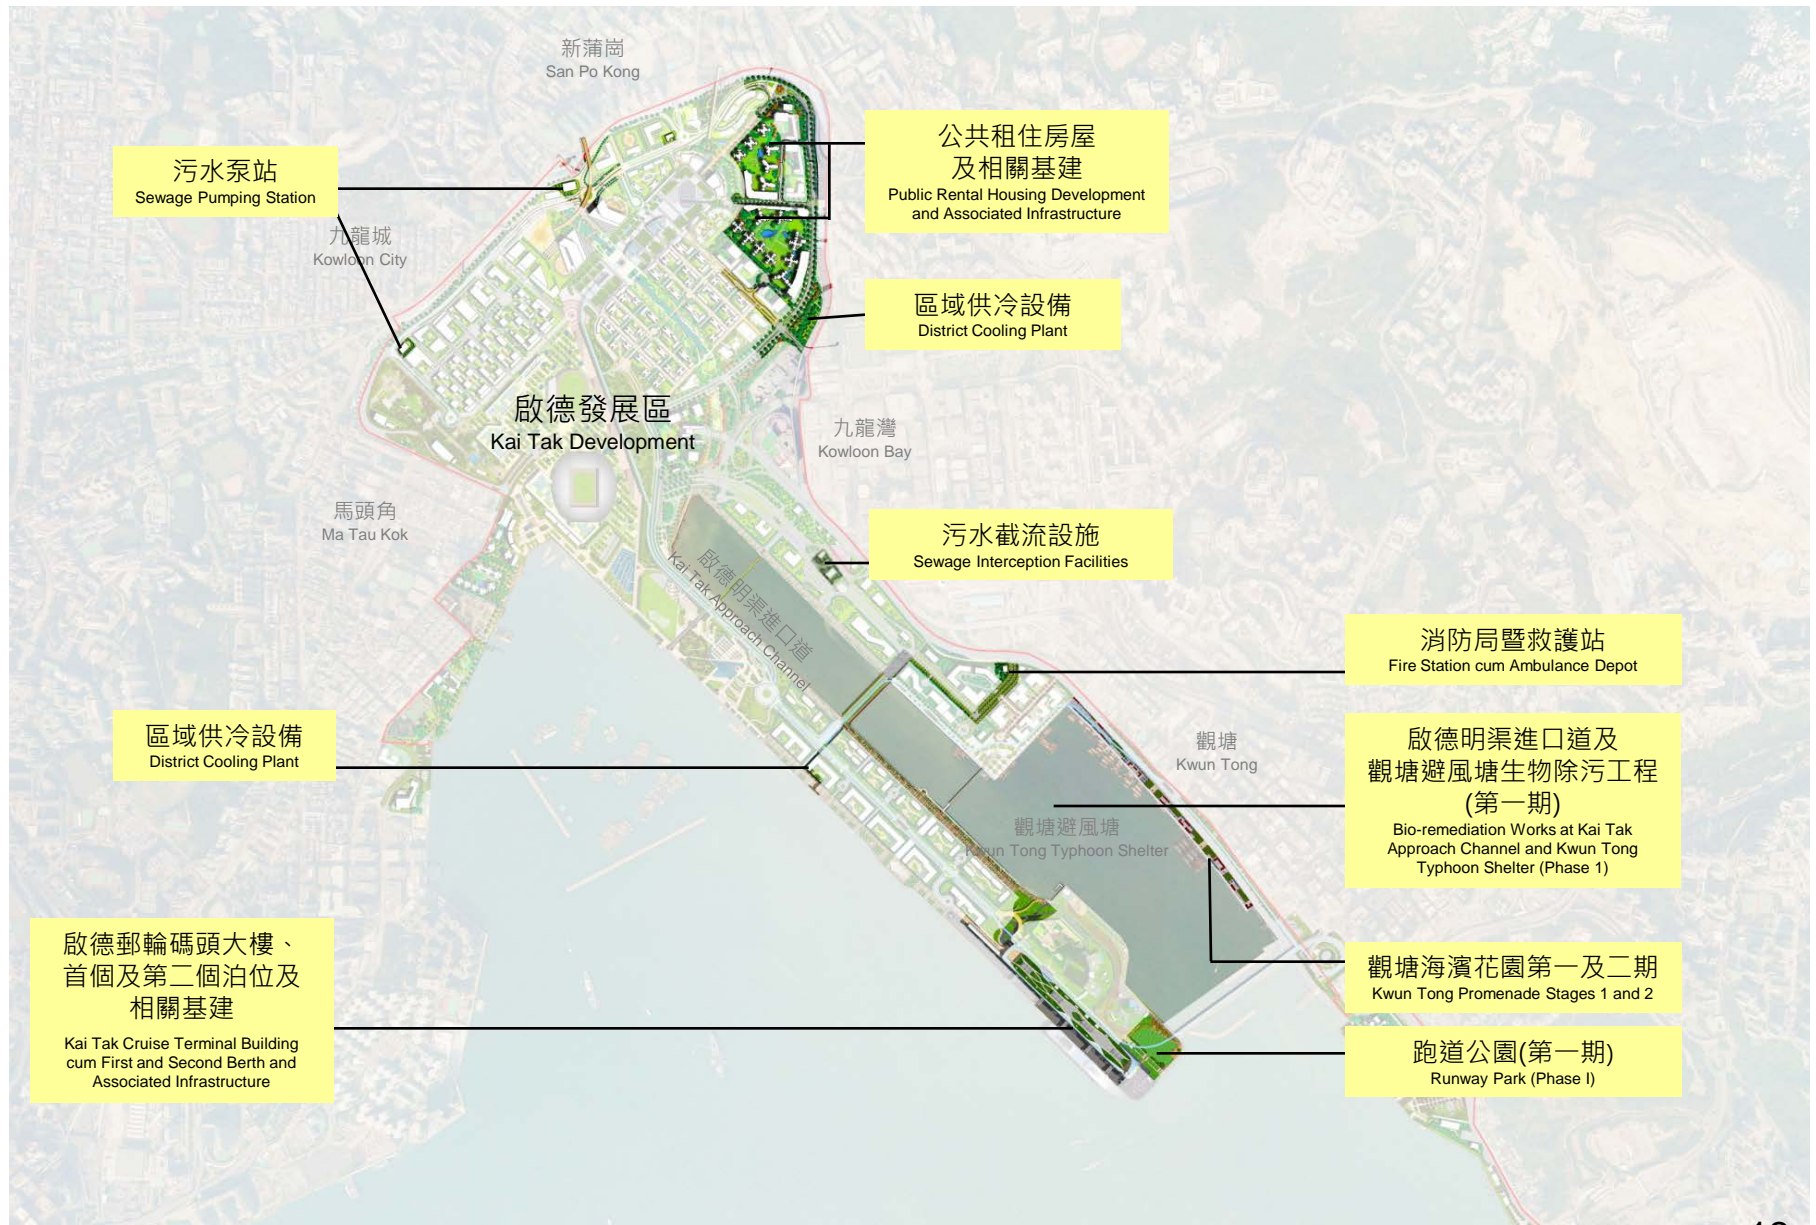 新蒲崗
San Po Kong
公共租住房屋
及相關基建
Public Rental Housing Development
and Associated Infrastructure
污水泵站
Sewage Pumping Station
九龍城
Kowloon City
區域供冷設備
District Cooling Plant
啟德發展區
Kai Tak Development
九龍灣
Kowloon Bay
馬頭角
Ma Tau Kok
污水截流設施
Sewage Interception Facilities
啟德明渠進口道
Kai Tak Approach Channel
消防局暨救護站
Fire Station cum Ambulance Depot
區域供冷設備
District Cooling Plant
觀塘
Kwun Tong
啟德明渠進口道及
觀塘避風塘生物除污工程
(第一期)
Bio-remediation Works at Kai Tak
Approach Channel and Kwun Tong
Typhoon Shelter (Phase 1)
觀塘避風塘
Kwun Tong Typhoon Shelter
啟德郵輪碼頭大樓、
首個及第二個泊位及
相關基建
Kai Tak Cruise Terminal Building
cum First and Second Berth and
Associated Infrastructure
觀塘海濱花園第一及二期
Kwun Tong Promenade Stages 1 and 2
跑道公園(第一期)
Runway Park (Phase I)